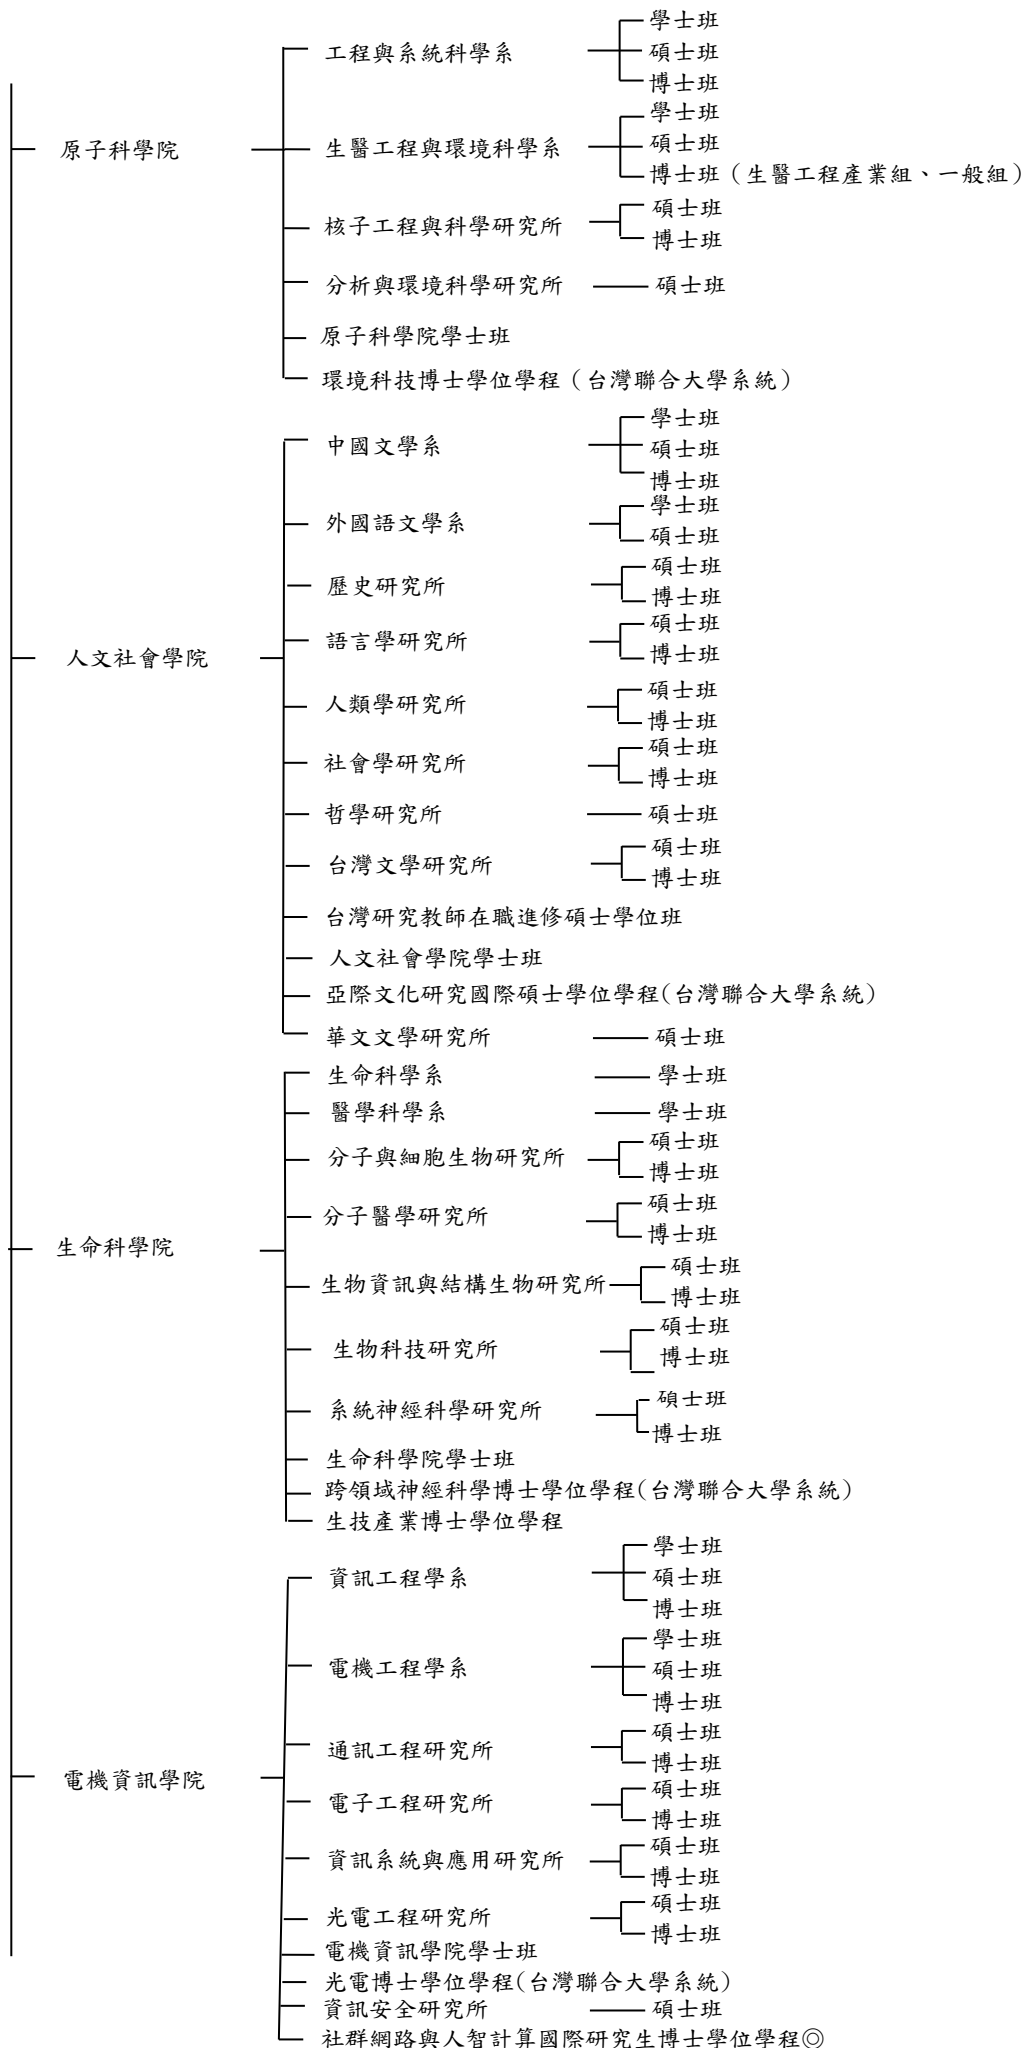 原子科學院
工程與系統科學系
學士班
碩士班
博士班
生醫工程與環境科學系
學士班
碩士班
博士班（生醫工程產業組、一般組）
核子工程與科學研究所
碩士班
博士班
分析與環境科學研究所
碩士班
原子科學院學士班
環境科技博士學位學程（台灣聯合大學系統）
人文社會學院
中國文學系
學士班
碩士班
博士班
外國語文學系
學士班
碩士班
歷史研究所
碩士班
博士班
語言學研究所
碩士班
博士班
人類學研究所
碩士班
博士班
社會學研究所
碩士班
博士班
哲學研究所
碩士班
台灣文學研究所
碩士班
博士班
台灣研究教師在職進修碩士學位班
人文社會學院學士班
亞際文化研究國際碩士學位學程(台灣聯合大學系統)
華文文學研究所
碩士班
生命科學院
生命科學系
學士班
醫學科學系
學士班
分子與細胞生物研究所
碩士班
博士班
分子醫學研究所
碩士班
博士班
生物資訊與結構生物研究所
碩士班
博士班
生物科技研究所
碩士班
博士班
系統神經科學研究所
碩士班
博士班
生命科學院學士班
跨領域神經科學博士學位學程(台灣聯合大學系統)
生技產業博士學位學程
電機資訊學院
資訊工程學系
學士班
碩士班
博士班
電機工程學系
學士班
碩士班
博士班
通訊工程研究所
碩士班
博士班
電子工程研究所
碩士班
博士班
資訊系統與應用研究所
碩士班
博士班
光電工程研究所
碩士班
博士班
電機資訊學院學士班
光電博士學位學程(台灣聯合大學系統)
資訊安全研究所
碩士班
社群網路與人智計算國際研究生博士學位學程◎